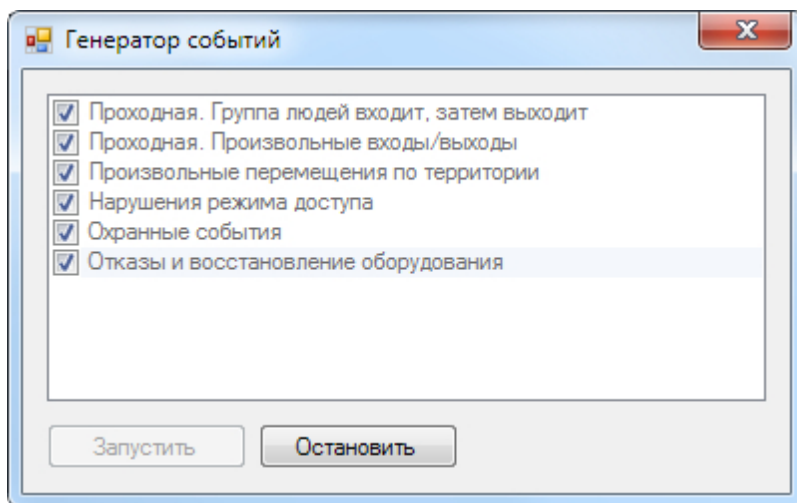 Генератор событий
Проходная. Группа людей входит, затем выходит
Проходная. Произвольные входы/выходы
Произвольные перемещения по территории
Нарушения режима доступа
Охранные события
Отказы и восстановление оборудования
Запустить Остановить